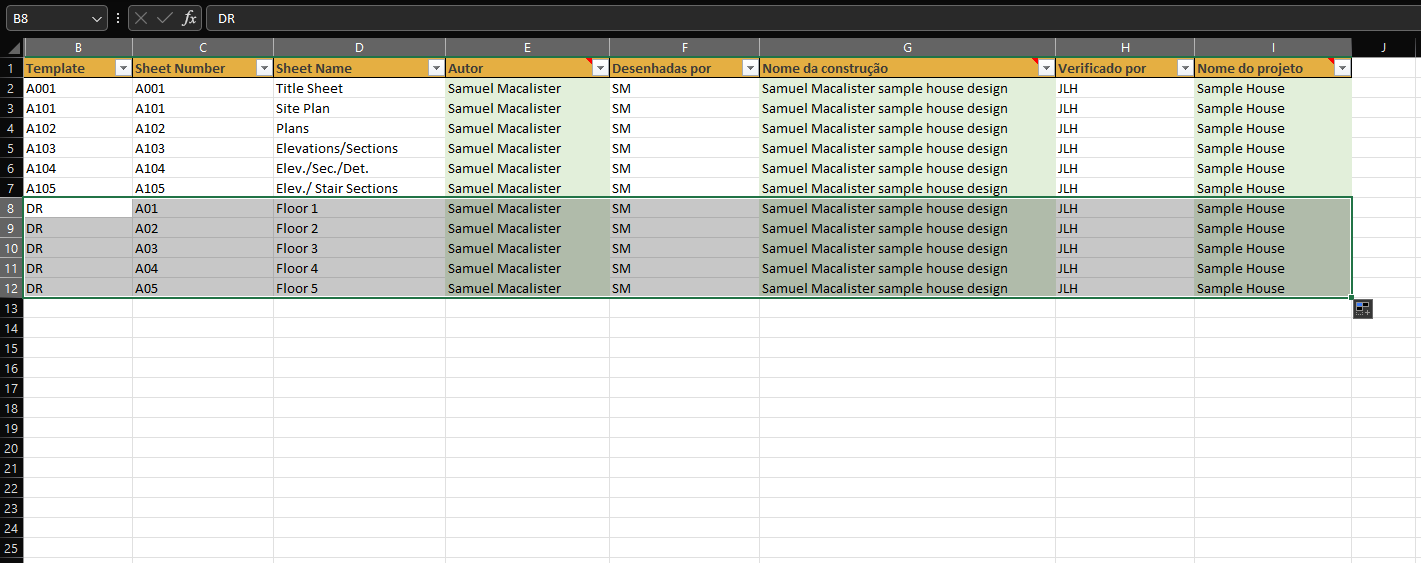 B8 fx DR
B C D E F G H I J
1 Template Sheet Number Sheet Name Autor Desenhadas por Nome da construção Verificado por Nome do projeto
2 A001 A001 Title Sheet Samuel Macalister SM Samuel Macalister sample house design JLH Sample House
3 A101 A101 Site Plan Samuel Macalister SM Samuel Macalister sample house design JLH Sample House
4 A102 A102 Plans Samuel Macalister SM Samuel Macalister sample house design JLH Sample House
5 A103 A103 Elevations/Sections Samuel Macalister SM Samuel Macalister sample house design JLH Sample House
6 A104 A104 Elev./Sec./Det. Samuel Macalister SM Samuel Macalister sample house design JLH Sample House
7 A105 A105 Elev./ Stair Sections Samuel Macalister SM Samuel Macalister sample house design JLH Sample House
8 DR A01 Floor 1 Samuel Macalister SM Samuel Macalister sample house design JLH Sample House
9 DR A02 Floor 2 Samuel Macalister SM Samuel Macalister sample house design JLH Sample House
10 DR A03 Floor 3 Samuel Macalister SM Samuel Macalister sample house design JLH Sample House
11 DR A04 Floor 4 Samuel Macalister SM Samuel Macalister sample house design JLH Sample House
12 DR A05 Floor 5 Samuel Macalister SM Samuel Macalister sample house design JLH Sample House
13
14
15
16
17
18
19
20
21
22
23
24
25